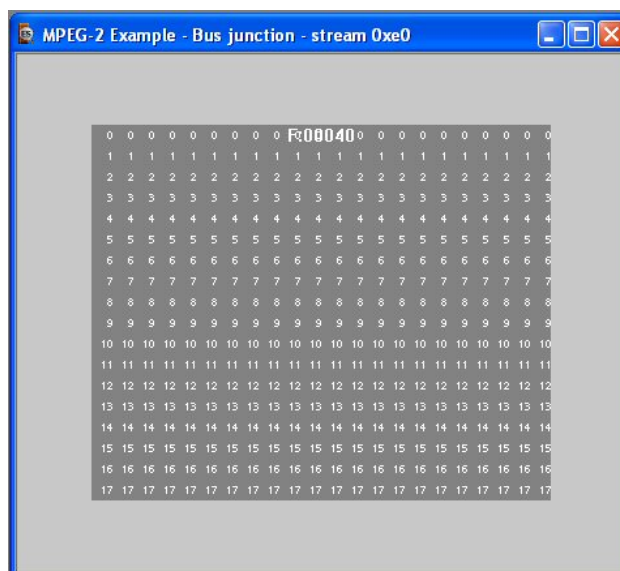 MPEG-2 Example - Bus junction - stream 0xe0
0 0 0 0 0 0 0 0 0 F:00040 0 0 0 0 0 0 0 0 0 0
1 1 1 1 1 1 1 1 1 1 1 1 1 1 1 1 1 1 1 1 1 1
2 2 2 2 2 2 2 2 2 2 2 2 2 2 2 2 2 2 2 2 2 2
3 3 3 3 3 3 3 3 3 3 3 3 3 3 3 3 3 3 3 3 3 3
4 4 4 4 4 4 4 4 4 4 4 4 4 4 4 4 4 4 4 4 4 4
5 5 5 5 5 5 5 5 5 5 5 5 5 5 5 5 5 5 5 5 5 5
6 6 6 6 6 6 6 6 6 6 6 6 6 6 6 6 6 6 6 6 6 6
7 7 7 7 7 7 7 7 7 7 7 7 7 7 7 7 7 7 7 7 7 7
8 8 8 8 8 8 8 8 8 8 8 8 8 8 8 8 8 8 8 8 8 8
9 9 9 9 9 9 9 9 9 9 9 9 9 9 9 9 9 9 9 9 9 9
10 10 10 10 10 10 10 10 10 10 10 10 10 10 10 10 10 10 10 10 10 10
11 11 11 11 11 11 11 11 11 11 11 11 11 11 11 11 11 11 11 11 11 11
12 12 12 12 12 12 12 12 12 12 12 12 12 12 12 12 12 12 12 12 12 12
13 13 13 13 13 13 13 13 13 13 13 13 13 13 13 13 13 13 13 13 13 13
14 14 14 14 14 14 14 14 14 14 14 14 14 14 14 14 14 14 14 14 14 14
15 15 15 15 15 15 15 15 15 15 15 15 15 15 15 15 15 15 15 15 15 15
16 16 16 16 16 16 16 16 16 16 16 16 16 16 16 16 16 16 16 16 16 16
17 17 17 17 17 17 17 17 17 17 17 17 17 17 17 17 17 17 17 17 17 17